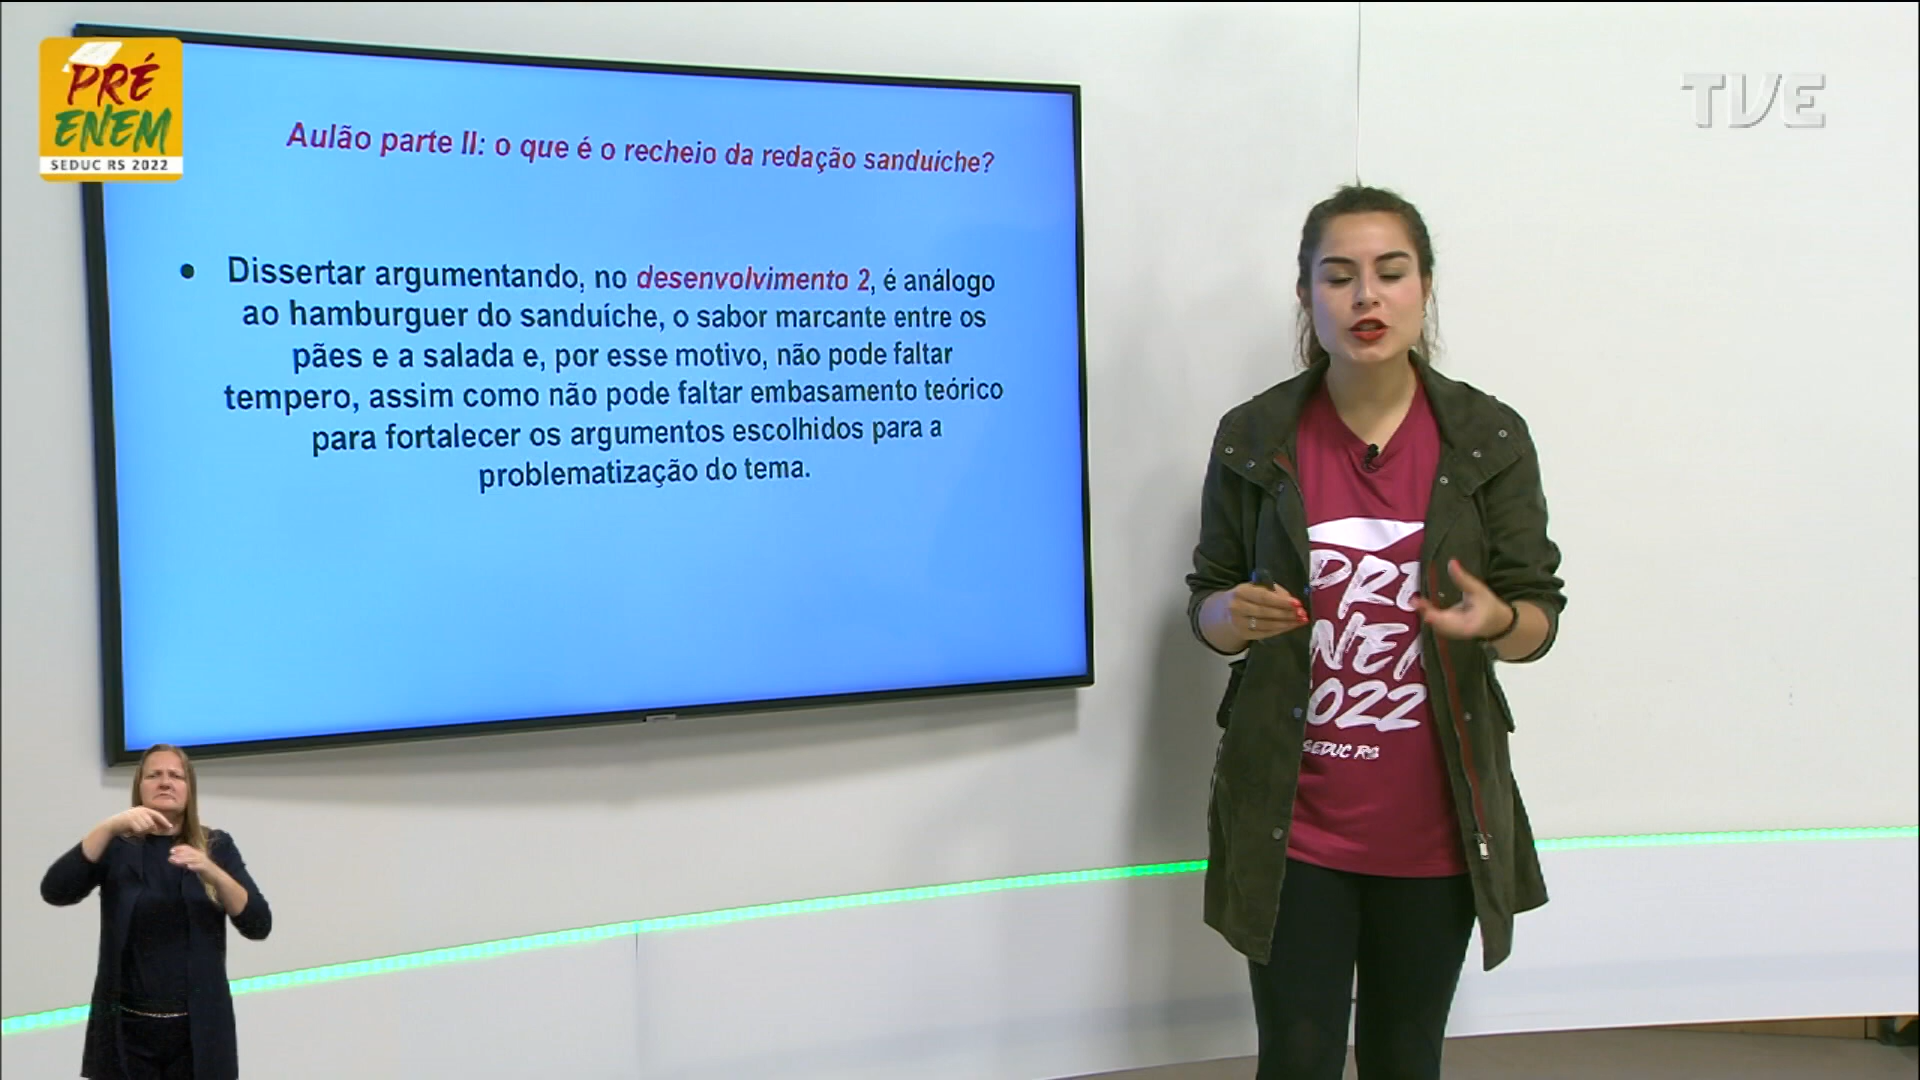 PRÉ
ENEM
SEDUC RS 2022
TVE
Aulão parte II: o que é o recheio da redação sanduíche?
• Dissertar argumentando, no desenvolvimento 2, é análogo
ao hamburguer do sanduíche, o sabor marcante entre os
pães e a salada e, por esse motivo, não pode faltar
tempero, assim como não pode faltar embasamento teórico
para fortalecer os argumentos escolhidos para a
problematização do tema.
PRÉ
ENEM
2022
SEDUC RS